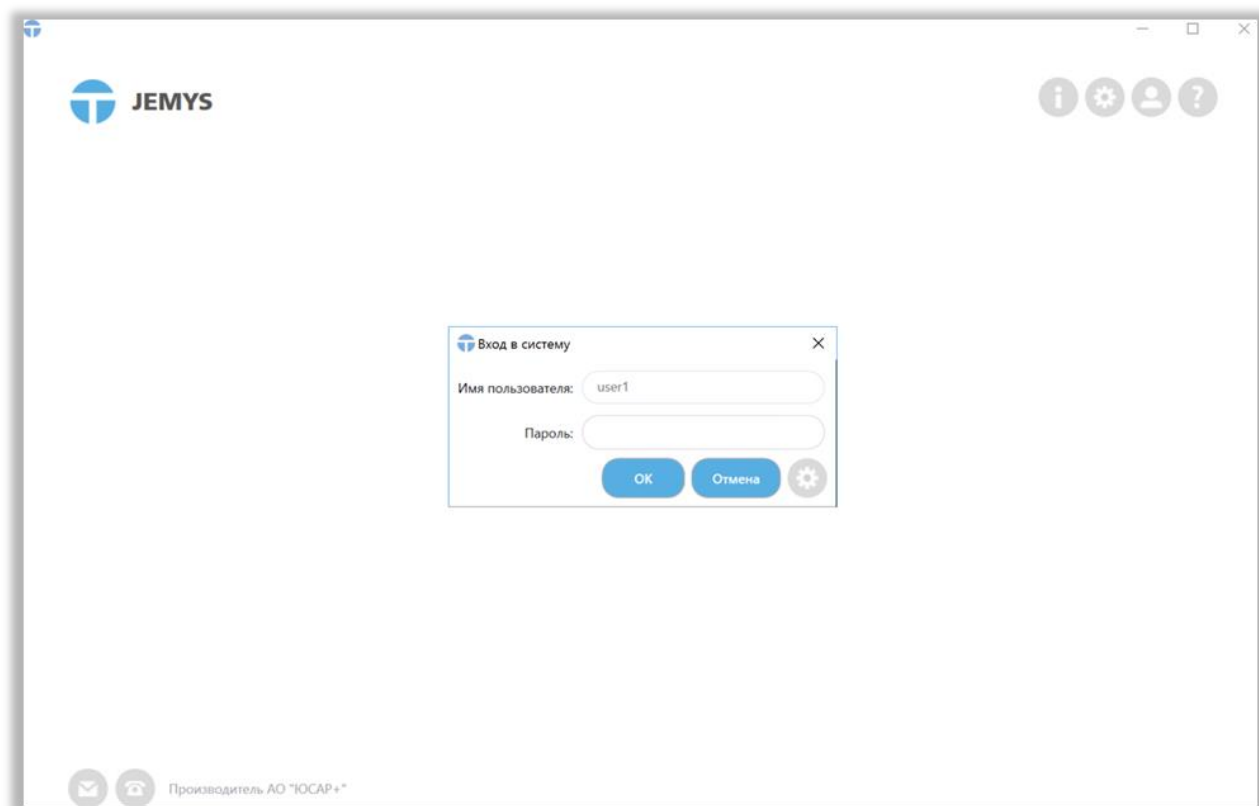 JEMYS
Вход в систему
Имя пользователя: user1
Пароль:
OK Отмена
Производитель АО "ЮСАР+"